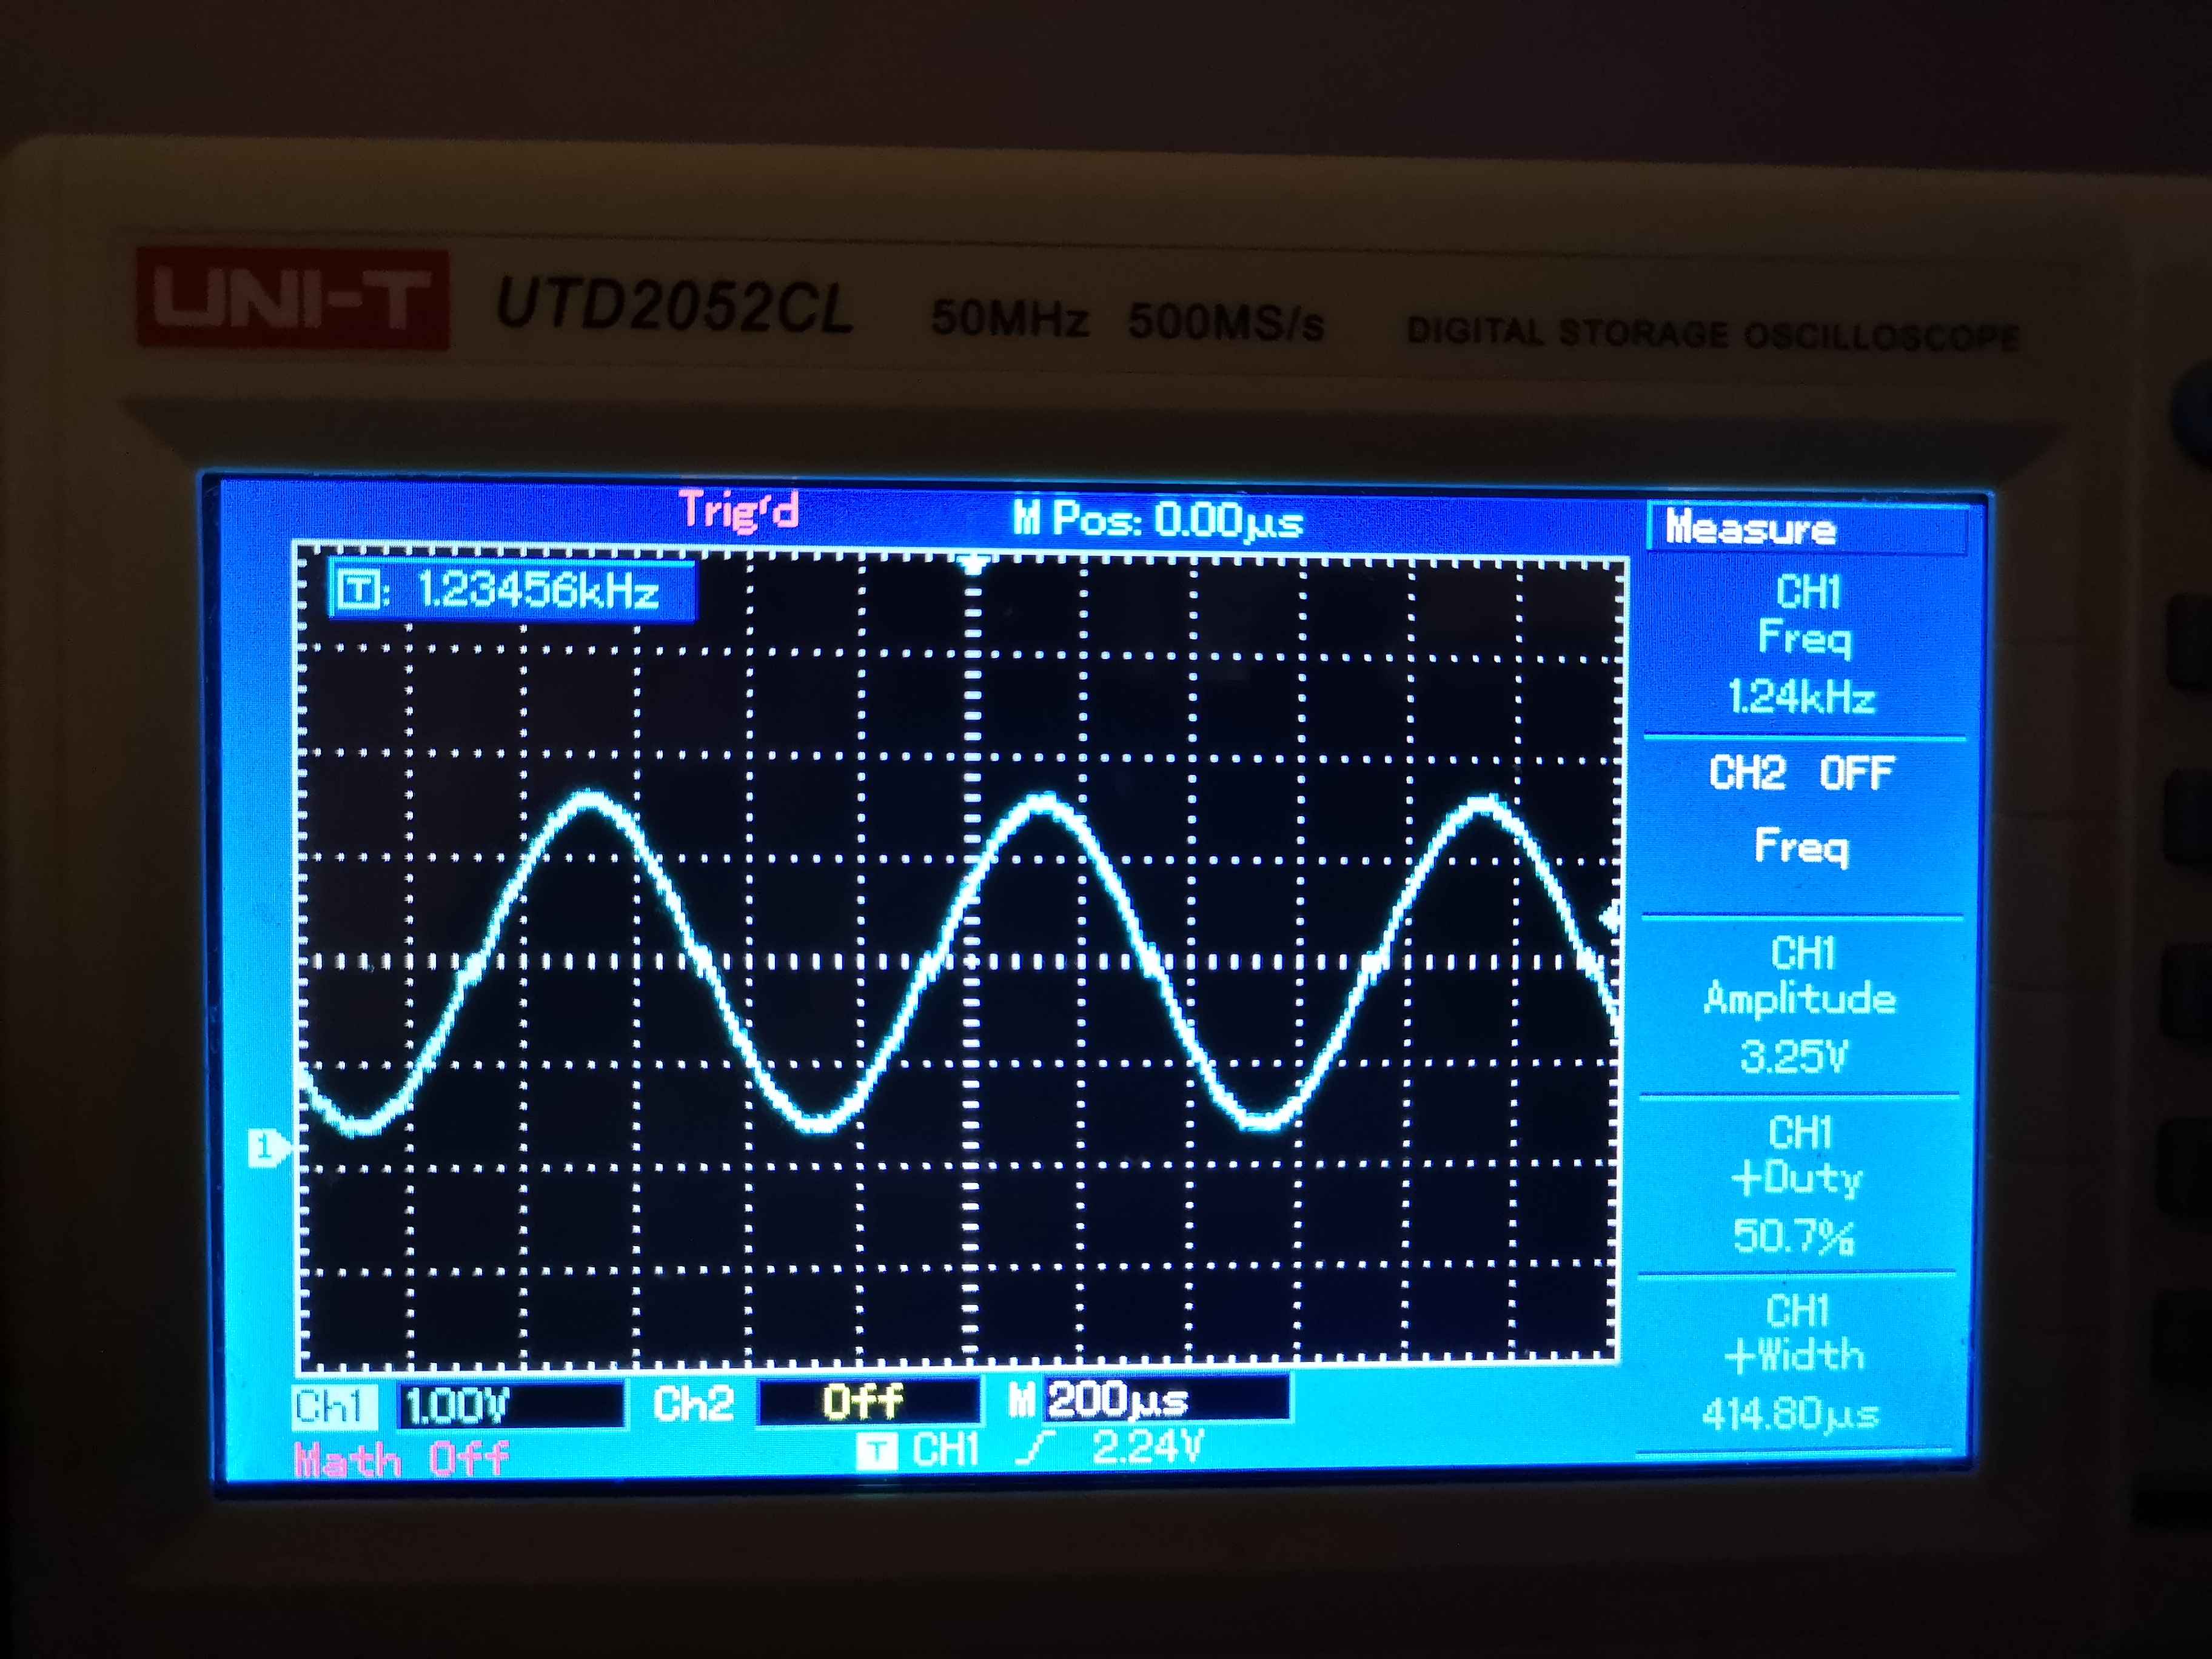 UNI-T UTD2052CL 50MHz 500MS/s DIGITAL STORAGE OSCILLOSCOPE
Trig'd M Pos: 0.00µs
Measure
T: 1.23456kHz
CH1
Freq
1.24kHz
CH2 OFF
Freq
CH1
Amplitude
3.25V
CH1
+Duty
50.7%
CH1
+Width
414.80µs
1
Ch1 1.00V Ch2 Off M 200µs
Math Off T CH1 2.24V